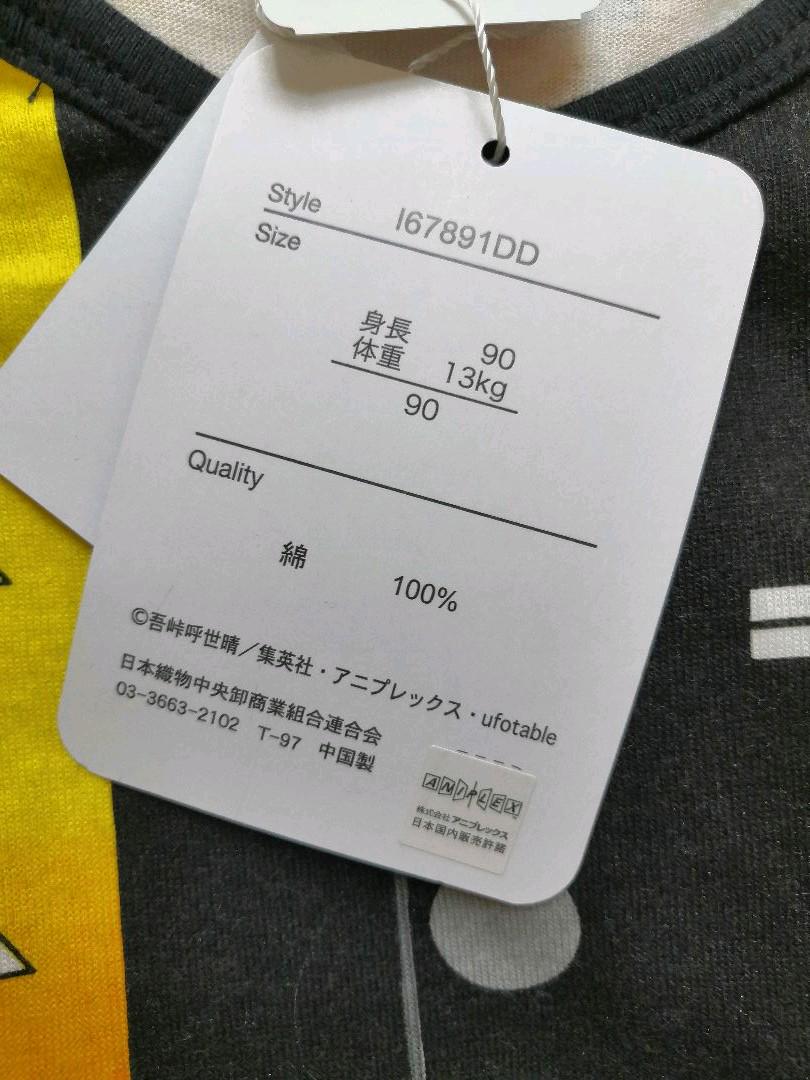 Style I67891DD
Size
身長 90
体重 13kg
90
Quality
綿 100%
©吾峠呼世晴／集英社・アニプレックス・ufotable
日本織物中央卸商業組合連合会
03-3663-2102 T-97 中国製
ANIPLEX
株式会社 アニプレックス
日本国内販売許諾